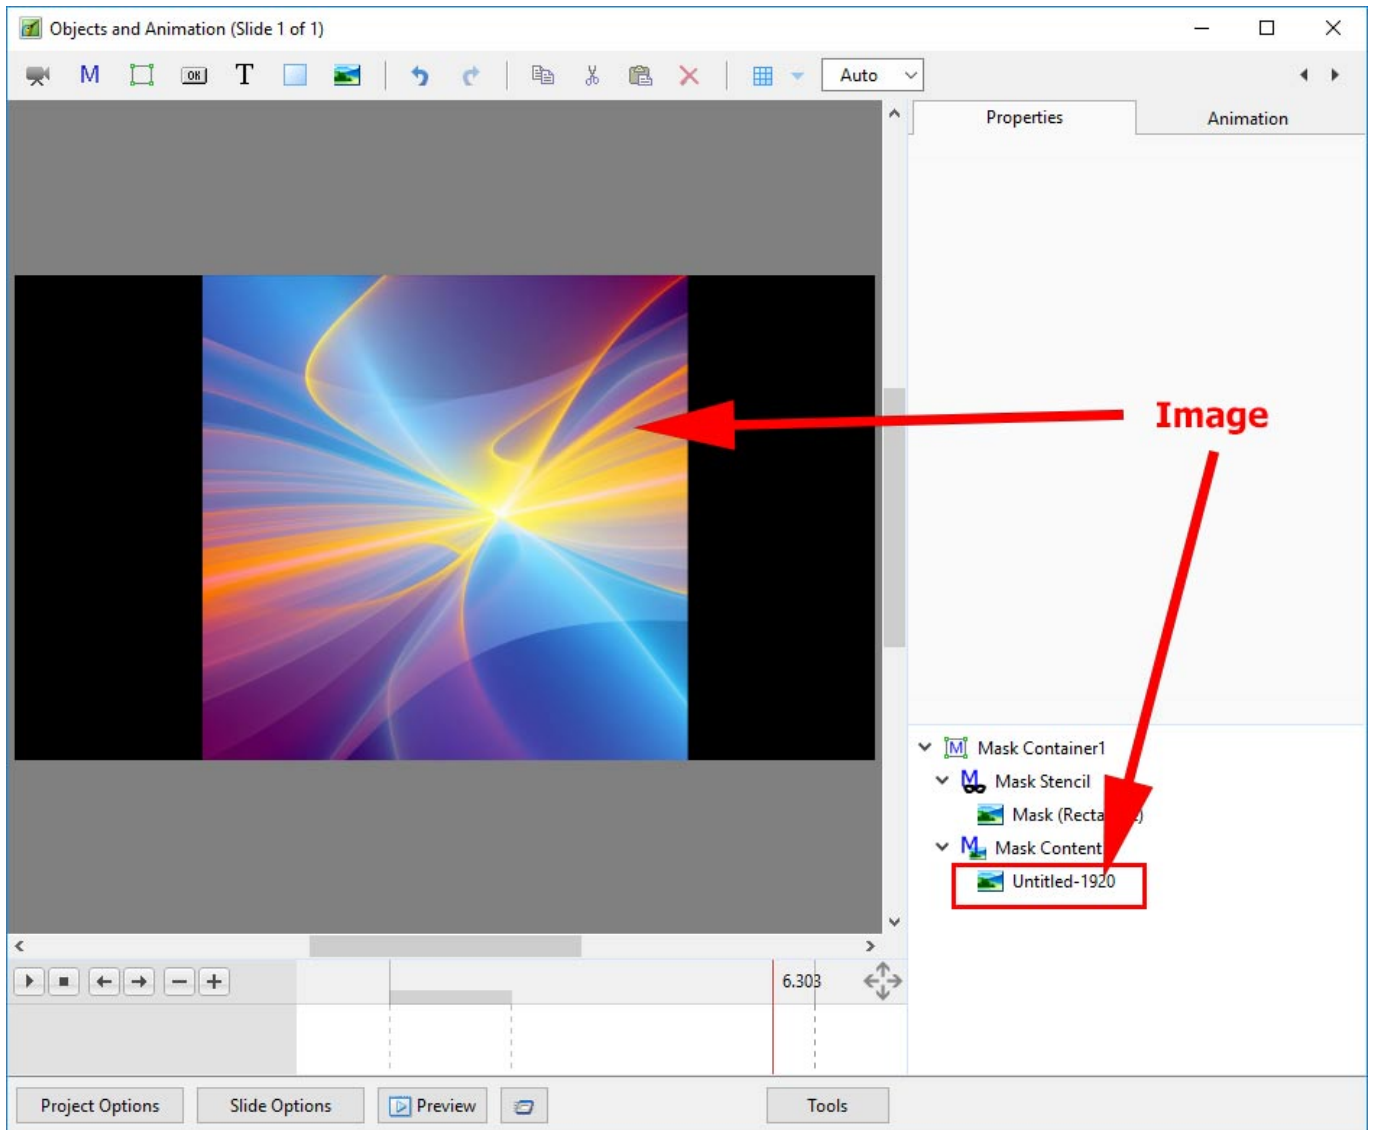 Objects and Animation (Slide 1 of 1)
M OK T Auto
Properties Animation
Image
Mask Container1
Mask Stencil
Mask (Recta
Mask Content
Untitled-1920
6.303
Project Options Slide Options Preview Tools